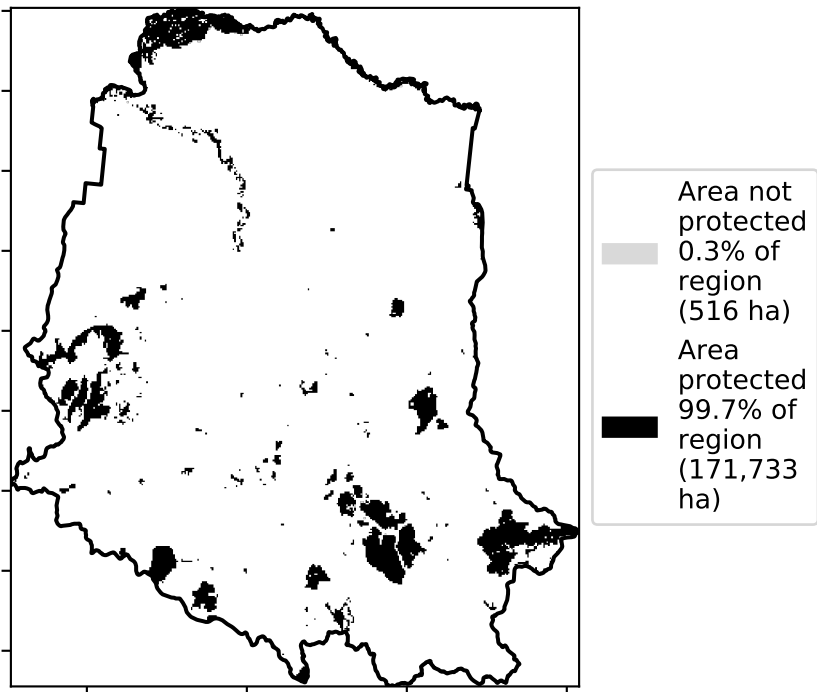 Area not
protected
0.3% of
region
(516 ha)
Area
protected
99.7% of
region
(171,733
ha)